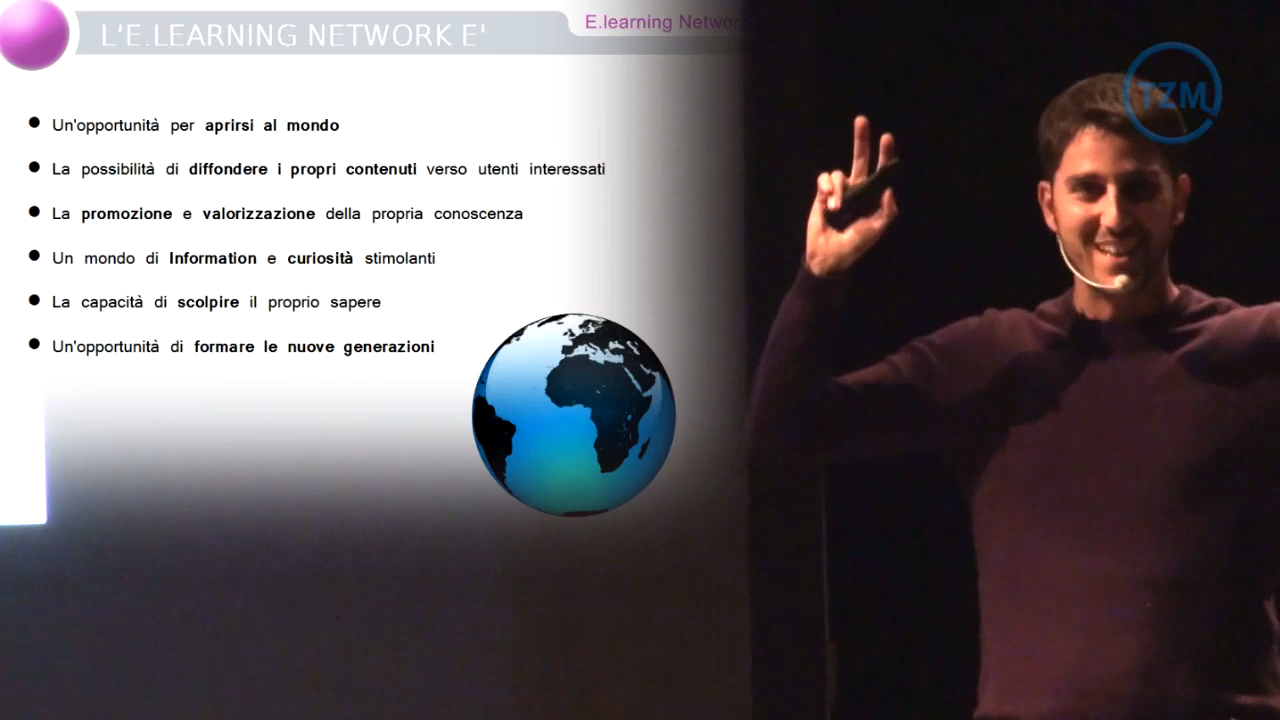 L'E.LEARNING NETWORK E'
E.learning Network
Un'opportunità per aprirsi al mondo
La possibilità di diffondere i propri contenuti verso utenti interessati
La promozione e valorizzazione della propria conoscenza
Un mondo di Information e curiosità stimolanti
La capacità di scolpire il proprio sapere
Un'opportunità di formare le nuove generazioni
TZM